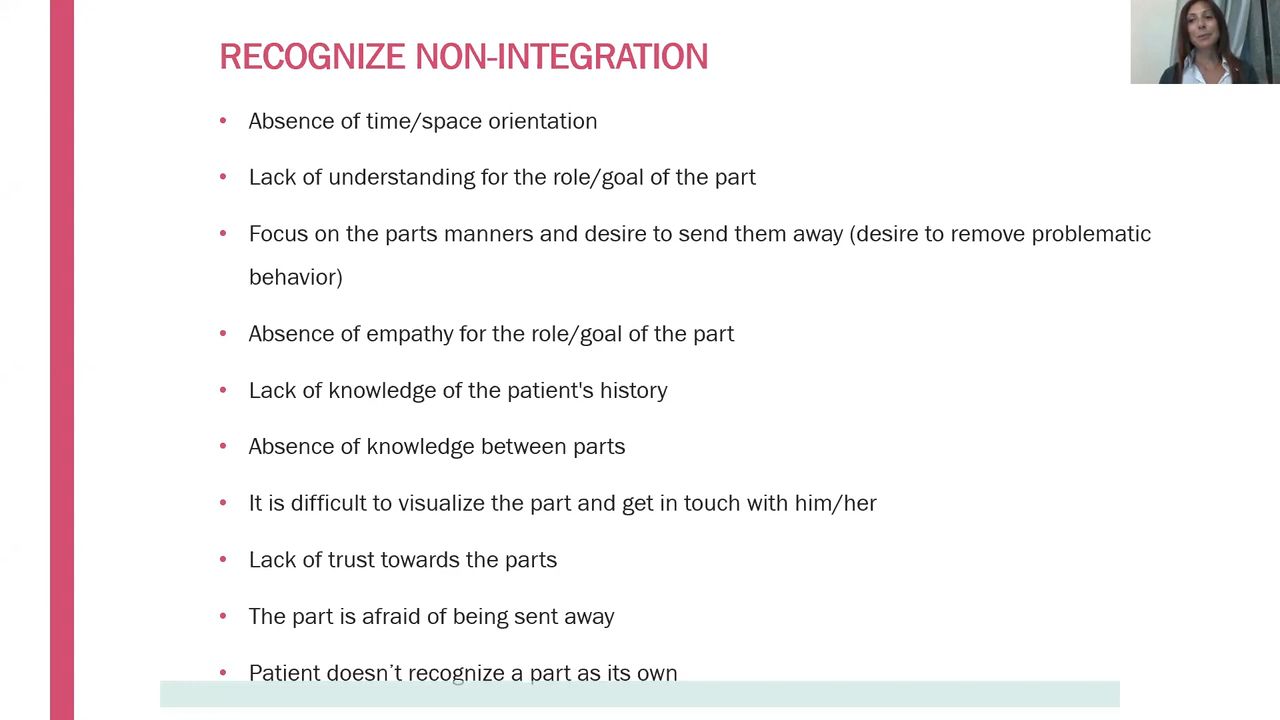 RECOGNIZE NON-INTEGRATION
• Absence of time/space orientation
• Lack of understanding for the role/goal of the part
• Focus on the parts manners and desire to send them away (desire to remove problematic
behavior)
• Absence of empathy for the role/goal of the part
• Lack of knowledge of the patient's history
• Absence of knowledge between parts
• It is difficult to visualize the part and get in touch with him/her
• Lack of trust towards the parts
• The part is afraid of being sent away
• Patient doesn’t recognize a part as its own